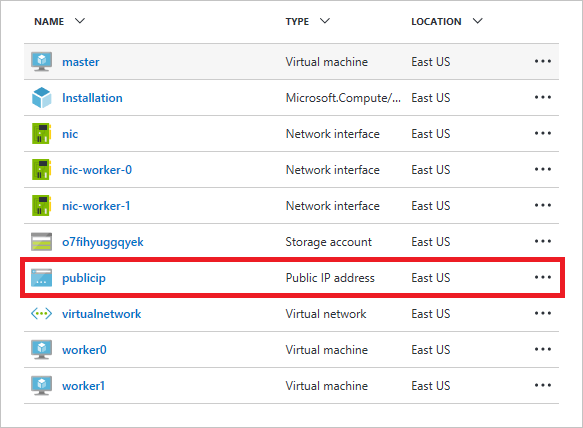 NAME TYPE LOCATION
master Virtual machine East US
Installation Microsoft.Compute/... East US
nic Network interface East US
nic-worker-0 Network interface East US
nic-worker-1 Network interface East US
o7fihyuggqyek Storage account East US
publicip Public IP address East US
virtualnetwork Virtual network East US
worker0 Virtual machine East US
worker1 Virtual machine East US